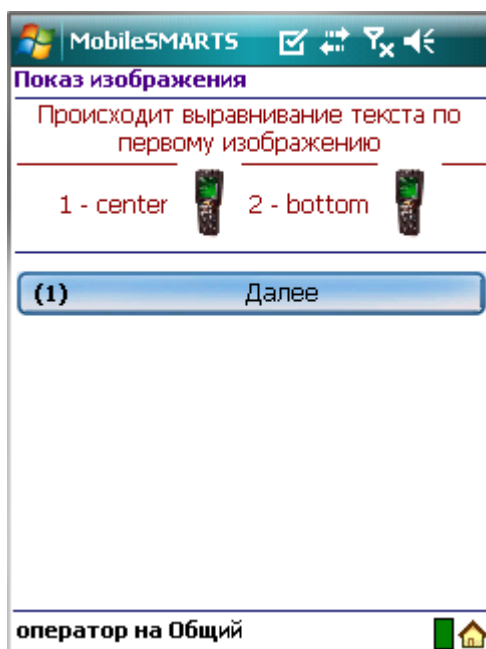 MobileSMARTS
Показ изображения
Происходит выравнивание текста по
первому изображению
1 - center 2 - bottom
(1) Далее
оператор на Общий